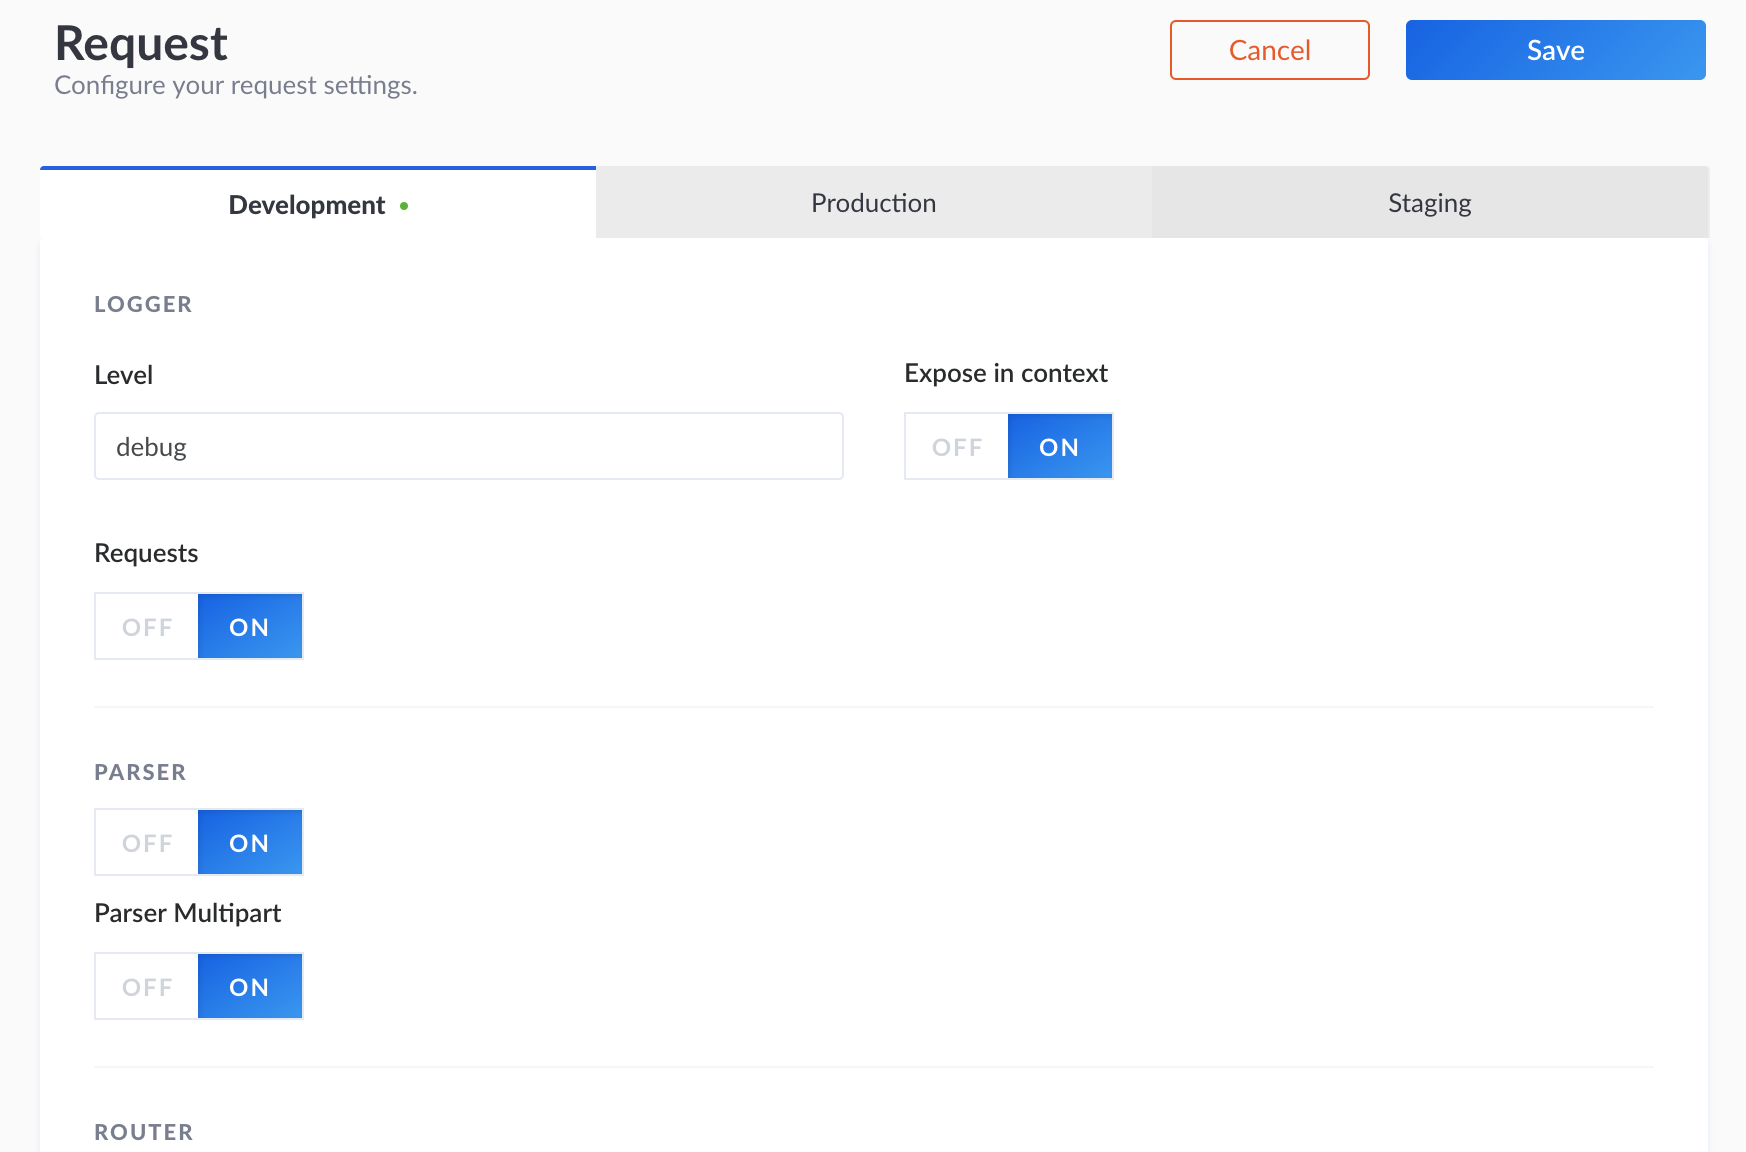 Request
Configure your request settings.
Cancel
Save
Development
Production
Staging
LOGGER
Level
Expose in context
debug
OFF ON
Requests
OFF ON
PARSER
OFF ON
Parser Multipart
OFF ON
ROUTER